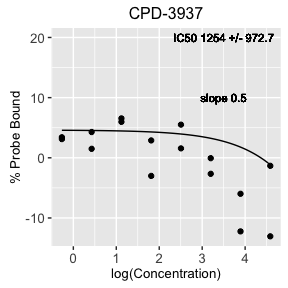 CPD-3937
IC50 1254 +/- 972.7
slope 0.5
20
10
0
-10
% Probe Bound
0
1
2
3
4
log(Concentration)